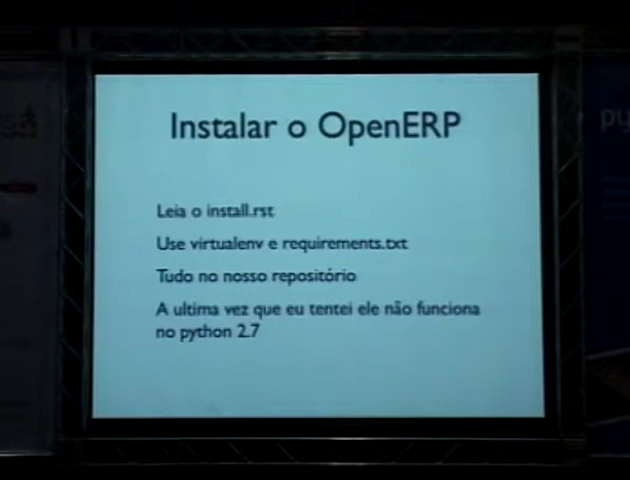 Instalar o OpenERP
Leia o install.rst
Use virtualenv e requirements.txt
Tudo no nosso repositório
A ultima vez que eu tentei ele não funciona
no python 2.7
py